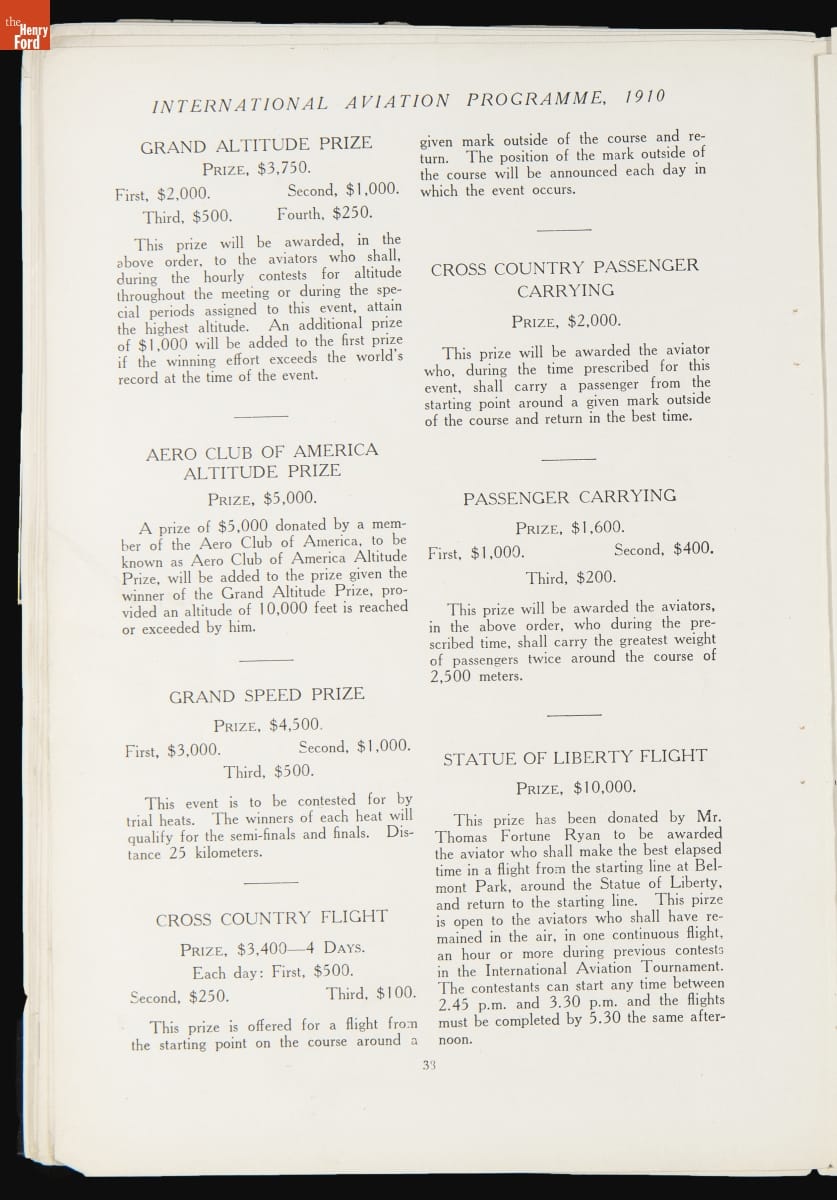 the
Henry
Ford
INTERNATIONAL AVIATION PROGRAMME, 1910
GRAND ALTITUDE PRIZE
PRIZE, $3,750.
First, $2,000. Second, $1,000.
Third, $500. Fourth, $250.
This prize will be awarded, in the
above order, to the aviators who shall,
during the hourly contests for altitude
throughout the meeting or during the spe-
cial periods assigned to this event, attain
the highest altitude. An additional prize
of $1,000 will be added to the first prize
if the winning effort exceeds the world's
record at the time of the event.
AERO CLUB OF AMERICA
ALTITUDE PRIZE
PRIZE, $5,000.
A prize of $5,000 donated by a mem-
ber of the Aero Club of America, to be
known as Aero Club of America Altitude
Prize, will be added to the prize given the
winner of the Grand Altitude Prize, pro-
vided an altitude of 10,000 feet is reached
or exceeded by him.
GRAND SPEED PRIZE
PRIZE, $4,500.
First, $3,000. Second, $1,000.
Third, $500.
This event is to be contested for by
trial heats. The winners of each heat will
qualify for the semi-finals and finals. Dis-
tance 25 kilometers.
CROSS COUNTRY FLIGHT
PRIZE, $3,400—4 DAYS.
Each day: First, $500.
Second, $250. Third, $100.
This prize is offered for a flight from
the starting point on the course around a
given mark outside of the course and re-
turn. The position of the mark outside of
the course will be announced each day in
which the event occurs.
CROSS COUNTRY PASSENGER
CARRYING
PRIZE, $2,000.
This prize will be awarded the aviator
who, during the time prescribed for this
event, shall carry a passenger from the
starting point around a given mark outside
of the course and return in the best time.
PASSENGER CARRYING
PRIZE, $1,600.
First, $1,000. Second, $400.
Third, $200.
This prize will be awarded the aviators,
in the above order, who during the pre-
scribed time, shall carry the greatest weight
of passengers twice around the course of
2,500 meters.
STATUE OF LIBERTY FLIGHT
PRIZE, $10,000.
This prize has been donated by Mr.
Thomas Fortune Ryan to be awarded
the aviator who shall make the best elapsed
time in a flight from the starting line at Bel-
mont Park, around the Statue of Liberty,
and return to the starting line. This pirze
is open to the aviators who shall have re-
mained in the air, in one continuous flight,
an hour or more during previous contests
in the International Aviation Tournament.
The contestants can start any time between
2.45 p.m. and 3.30 p.m. and the flights
must be completed by 5.30 the same after-
noon.
33